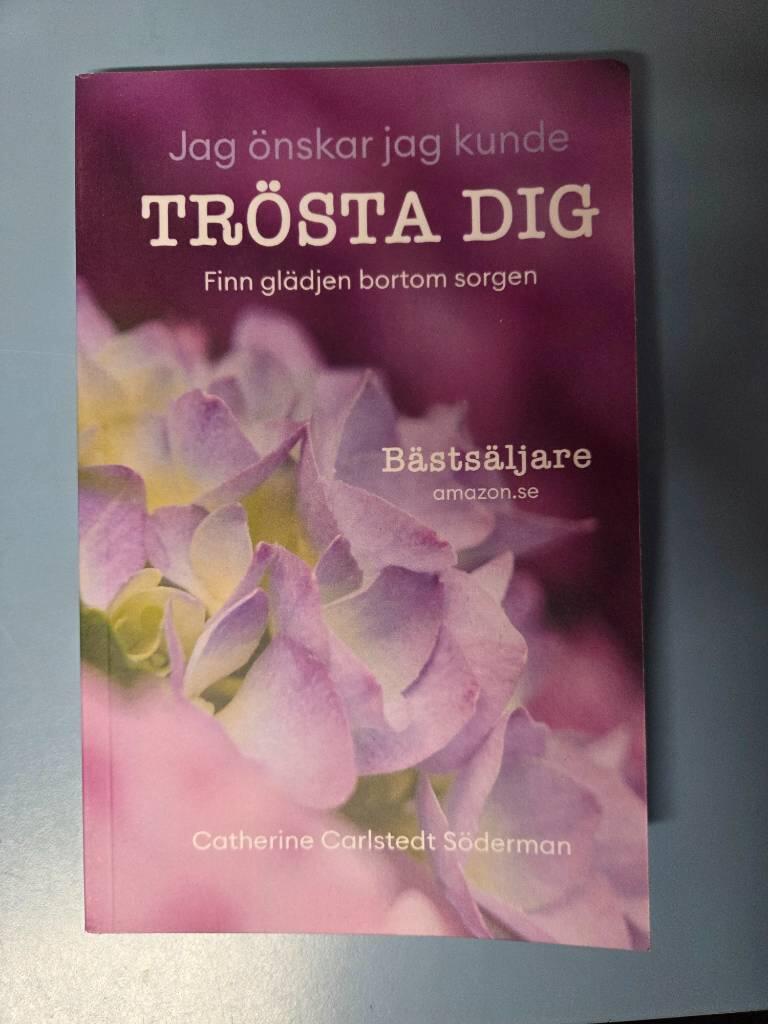 Jag önskar jag kunde
TRÖSTA DIG
Finn glädjen bortom sorgen
Bästsäljare
amazon.se
Catherine Carlstedt Söderman